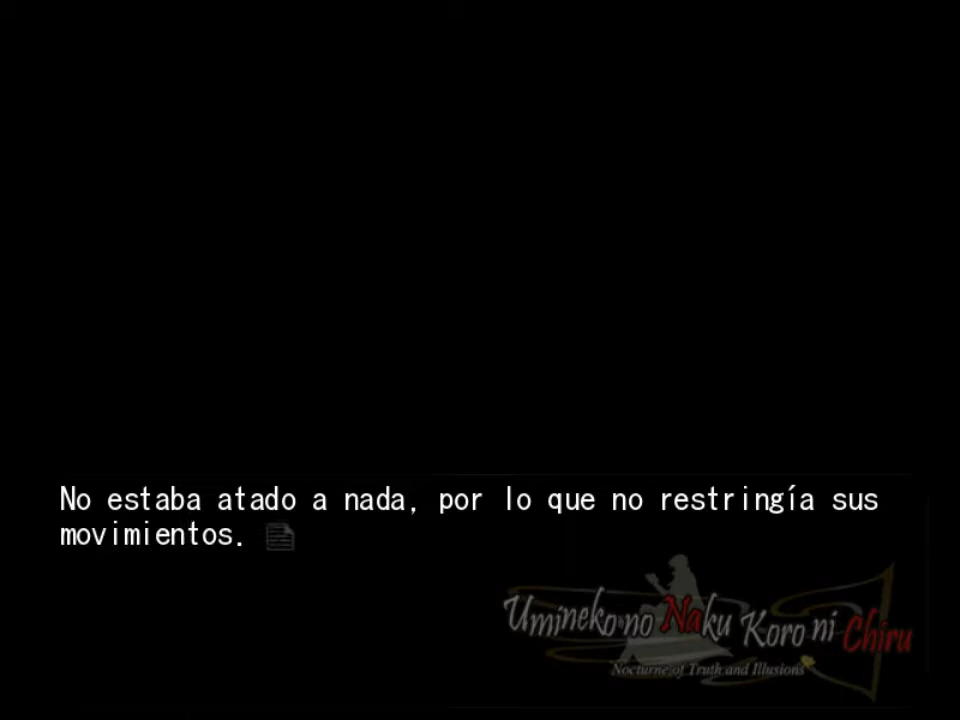 No estaba atado a nada, por lo que no restringía sus
movimientos.
Umineko no Naku Koro ni Chiru
Nocturne of Truth and Illusions